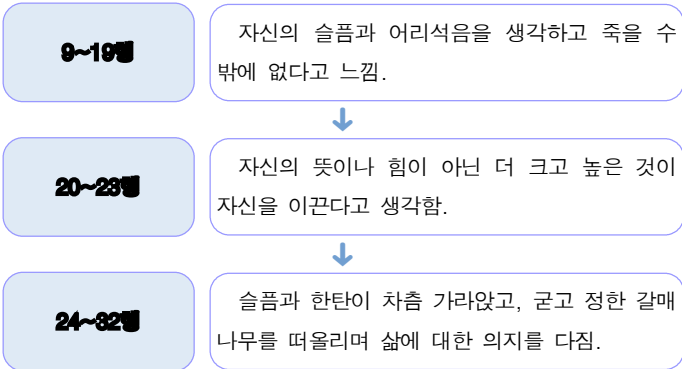 9~19행
자신의 슬픔과 어리석음을 생각하고 죽을 수
밖에 없다고 느낌.
20~23행
자신의 뜻이나 힘이 아닌 더 크고 높은 것이
자신을 이끈다고 생각함.
24~32행
슬픔과 한탄이 차츰 가라앉고, 굳고 정한 갈매
나무를 떠올리며 삶에 대한 의지를 다짐.